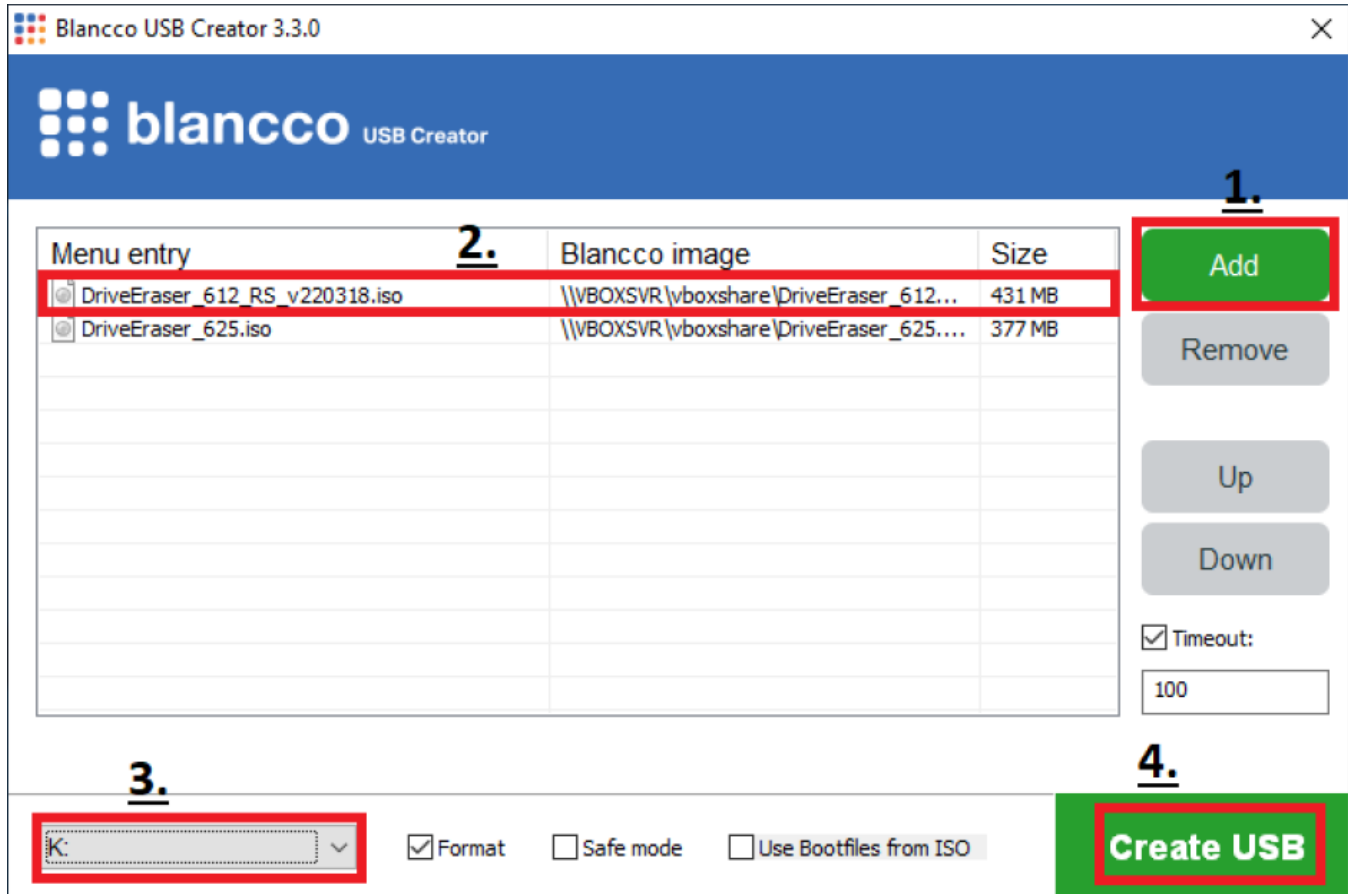 Blancco USB Creator 3.3.0
blancco USB Creator
1.
Menu entry 2. Blancco image Size
Add
DriveEraser_612_RS_v220318.iso \\VBOXSVR\vboxshare\DriveEraser_612... 431 MB
DriveEraser_625.iso \\VBOXSVR\vboxshare\DriveEraser_625.... 377 MB
Remove
Up
Down
Timeout:
100
3.
4.
K: Format Safe mode Use Bootfiles from ISO Create USB